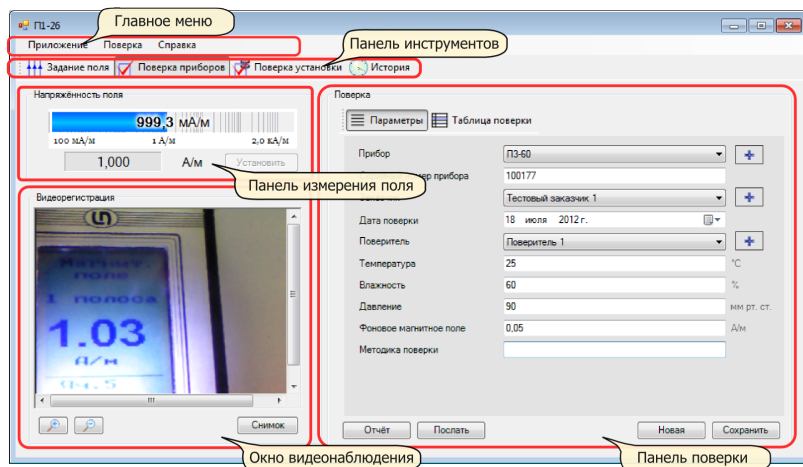 П1-26
Главное меню
Приложение Поверка Справка
Панель инструментов
Задание поля Поверка приборов Поверка установки История
Напряжённость поля
999,3 мА/м
100 мА/м 1 А/м 2,0 кА/м
1,000 А/м Установить
Панель измерения поля
Видеорегистрация
Магнит.
поле
1 полоса
1.03
А/м
Поверка
Параметры Таблица поверки
Прибор П3-60
прибора 100177
Тестовый заказчик 1
Дата поверки 18 июля 2012 г.
Поверитель Поверитель 1
Температура 25 °C
Влажность 60 %
Давление 90 мм рт. ст.
Фоновое магнитное поле 0,05 А/м
Методика поверки
Снимок
Отчёт Послать Новая Сохранить
Окно видеонаблюдения
Панель поверки